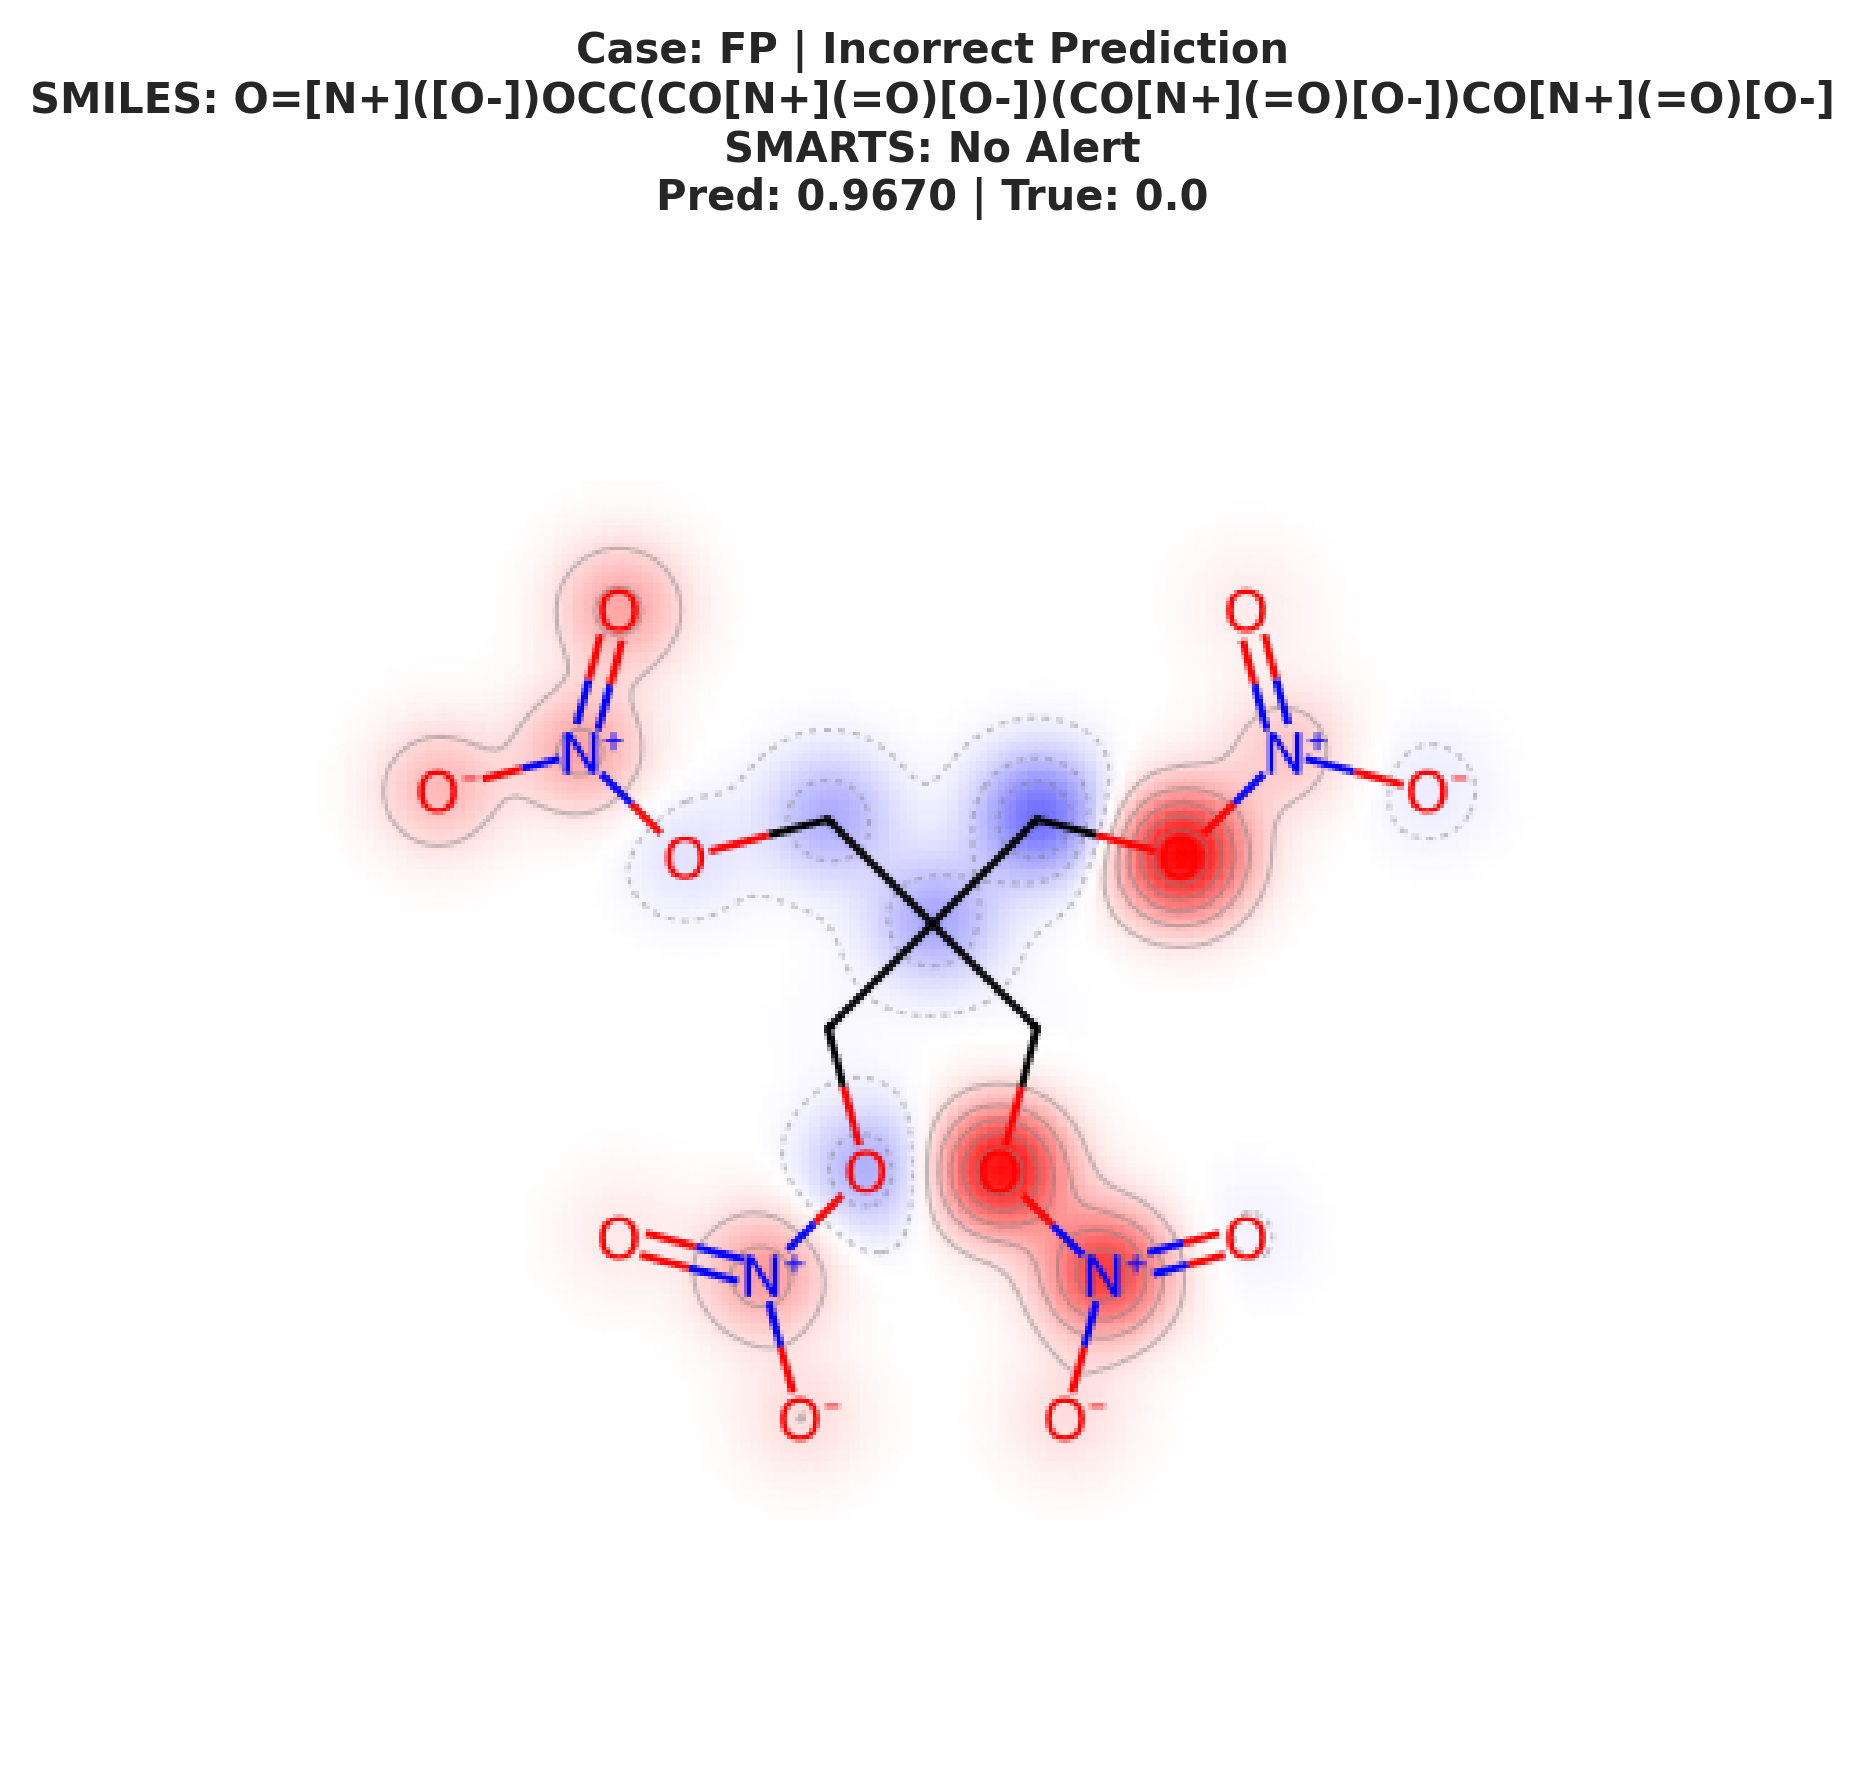 Case: FP | Incorrect Prediction
SMILES: O=[N+]([O-])OCC(CO[N+](=O)[O-])(CO[N+](=O)[O-])CO[N+](=O)[O-]
SMARTS: No Alert
Pred: 0.9670 | True: 0.0
O O
N+ N+
O- O-
O O
O O
O N+ N+ O
O- O-